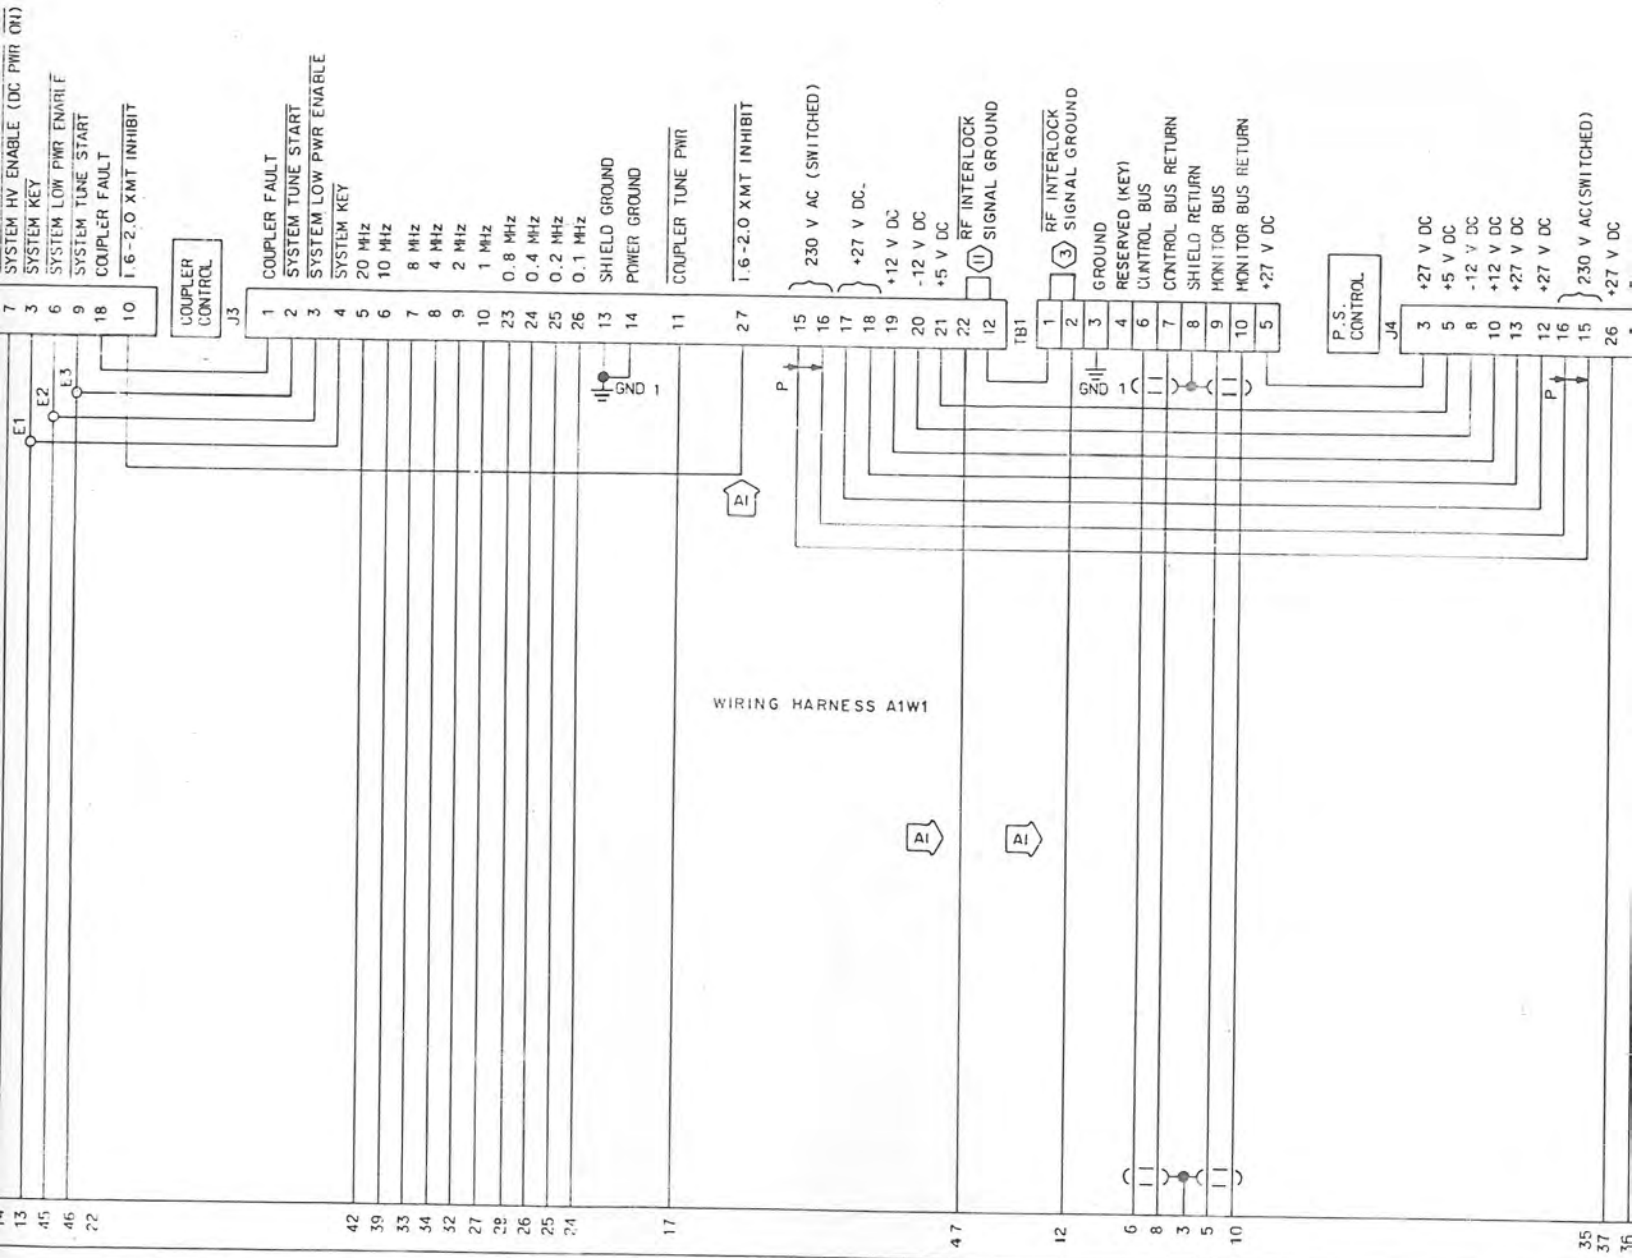 SYSTEM HV ENABLE (DC PWR ON)
SYSTEM KEY
SYSTEM LOW PWR ENABLE
SYSTEM TUNE START
COUPLER FAULT
1.6-2.0 XMT INHIBIT
7
3
6
9
18
10
E1
E2
E3
COUPLER
CONTROL
J3
1 COUPLER FAULT
2 SYSTEM TUNE START
3 SYSTEM LOW PWR ENABLE
4 SYSTEM KEY
5 20 MHz
6 10 MHz
7 8 MHz
8 4 MHz
9 2 MHz
10 1 MHz
23 0.8 MHz
24 0.4 MHz
25 0.2 MHz
26 0.1 MHz
13 SHIELD GROUND
14 POWER GROUND
11 COUPLER TUNE PWR
27 1.6-2.0 XMT INHIBIT
15
16
230 V AC (SWITCHED)
17
18
+27 V DC
19 +12 V DC
20 -12 V DC
21 +5 V DC
22 RF INTERLOCK
12 11 SIGNAL GROUND
GND 1
A1
P
TB1
1 RF INTERLOCK
2 3 SIGNAL GROUND
3 GROUND
4 RESERVED (KEY)
6 CONTROL BUS
7 CONTROL BUS RETURN
8 SHIELD RETURN
9 MONITOR BUS
10 MONITOR BUS RETURN
5 +27 V DC
GND 1
P. S.
CONTROL
J4
3 +27 V DC
5 +5 V DC
8 -12 V DC
10 +12 V DC
13 +27 V DC
12 +27 V DC
16
15
230 V AC(SWITCHED)
26 +27 V DC
P
WIRING HARNESS A1W1
A1
A1
13
45
46
22
42
39
33
34
32
27
28
26
25
24
17
47
12
6
8
3
5
10
35
37
36